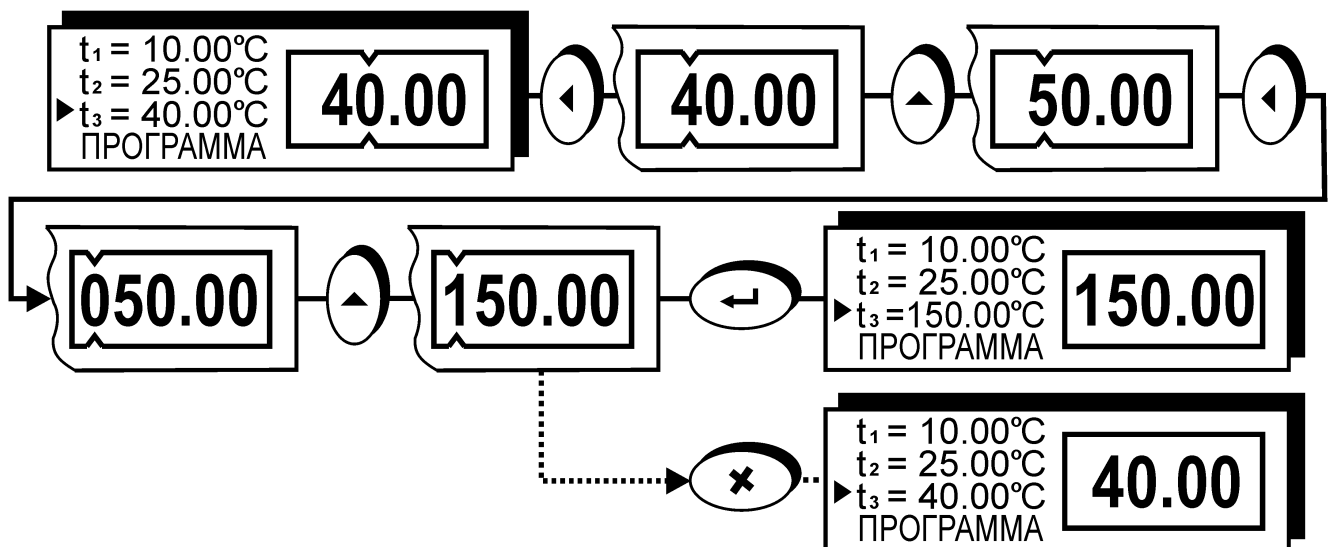 t₁ = 10.00°C
t₂ = 25.00°C
t₃ = 40.00°C
ПРОГРАММА
40.00
40.00
50.00
050.00
150.00
t₁ = 10.00°C
t₂ = 25.00°C
t₃ =150.00°C
ПРОГРАММА
150.00
t₁ = 10.00°C
t₂ = 25.00°C
t₃ = 40.00°C
ПРОГРАММА
40.00